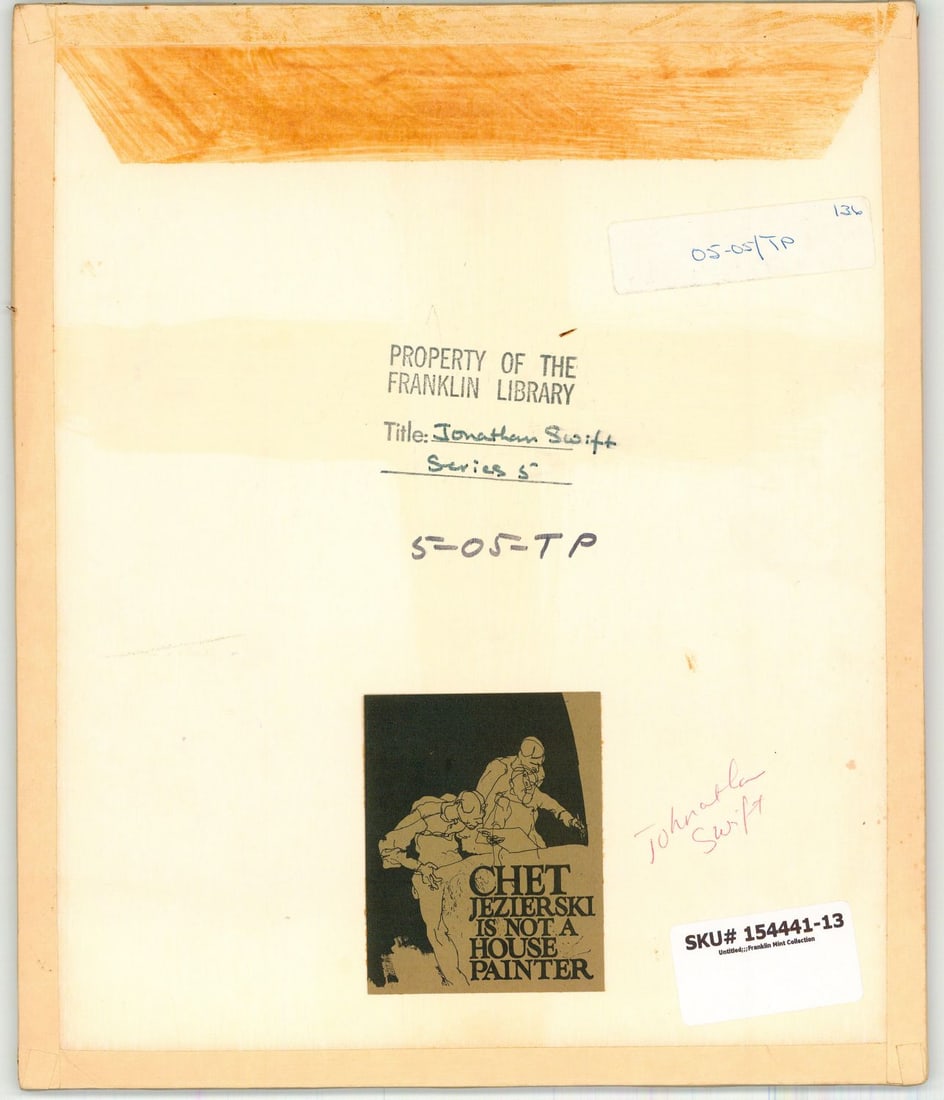 136
05-05/TP
PROPERTY OF THE
FRANKLIN LIBRARY
Title: Jonathan Swift
Series 5
5-05-TP
Johnathan
Swift
CHET
JEZIERSKI
IS NOT A
HOUSE
PAINTER
SKU# 154441-13
Untitled;;;Franklin Mint Collection